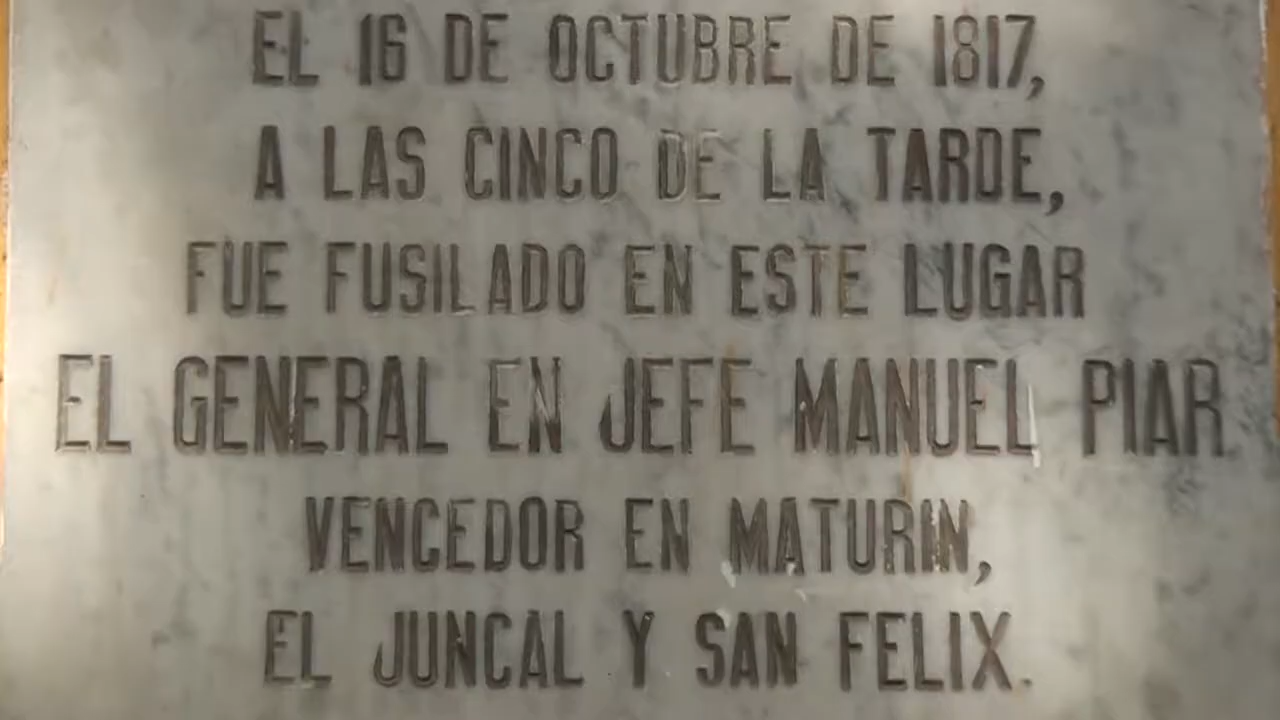 EL 16 DE OCTUBRE DE 1817,
A LAS CINCO DE LA TARDE,
FUE FUSILADO EN ESTE LUGAR
EL GENERAL EN JEFE MANUEL PIAR
VENCEDOR EN MATURIN,
EL JUNCAL Y SAN FELIX.